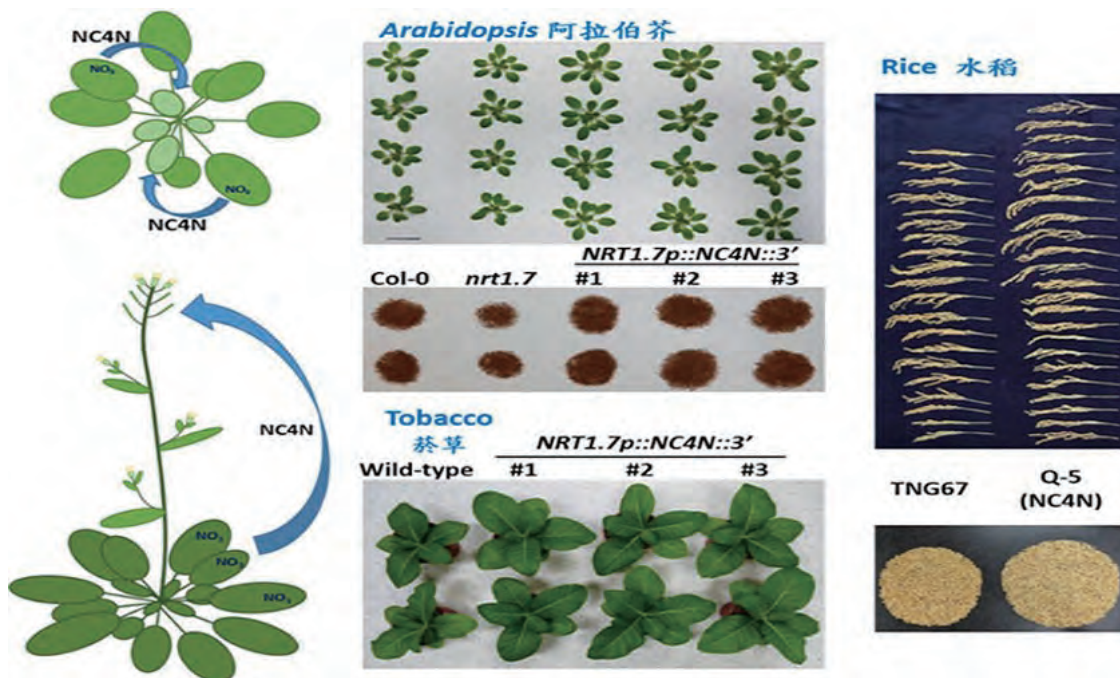 NC4N
NO₃
NO₃
NC4N
NC4N
NO₃
NO₃
NO₃
Arabidopsis 阿拉伯芥
NRT1.7p::NC4N::3'
Col-0 nrt1.7 #1 #2 #3
Tobacco
菸草
NRT1.7p::NC4N::3'
Wild-type #1 #2 #3
Rice 水稻
TNG67
Q-5
(NC4N)